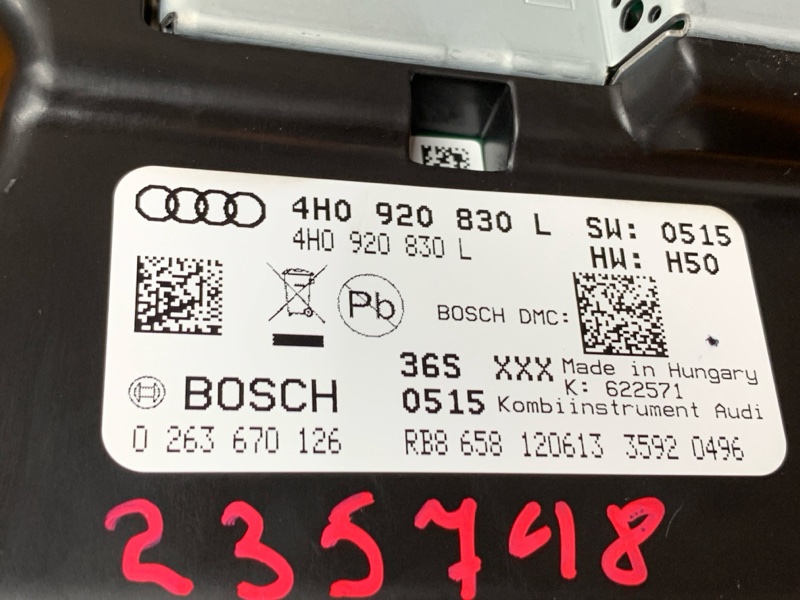 4H0 920 830 L SW: 0515
4H0 920 830 L HW: H50
Pb
BOSCH DMC:
36S XXX Made in Hungary
K: 622571
BOSCH 0515 Kombiinstrument Audi
0 263 670 126 RB8 658 120613 3592 0496
235798